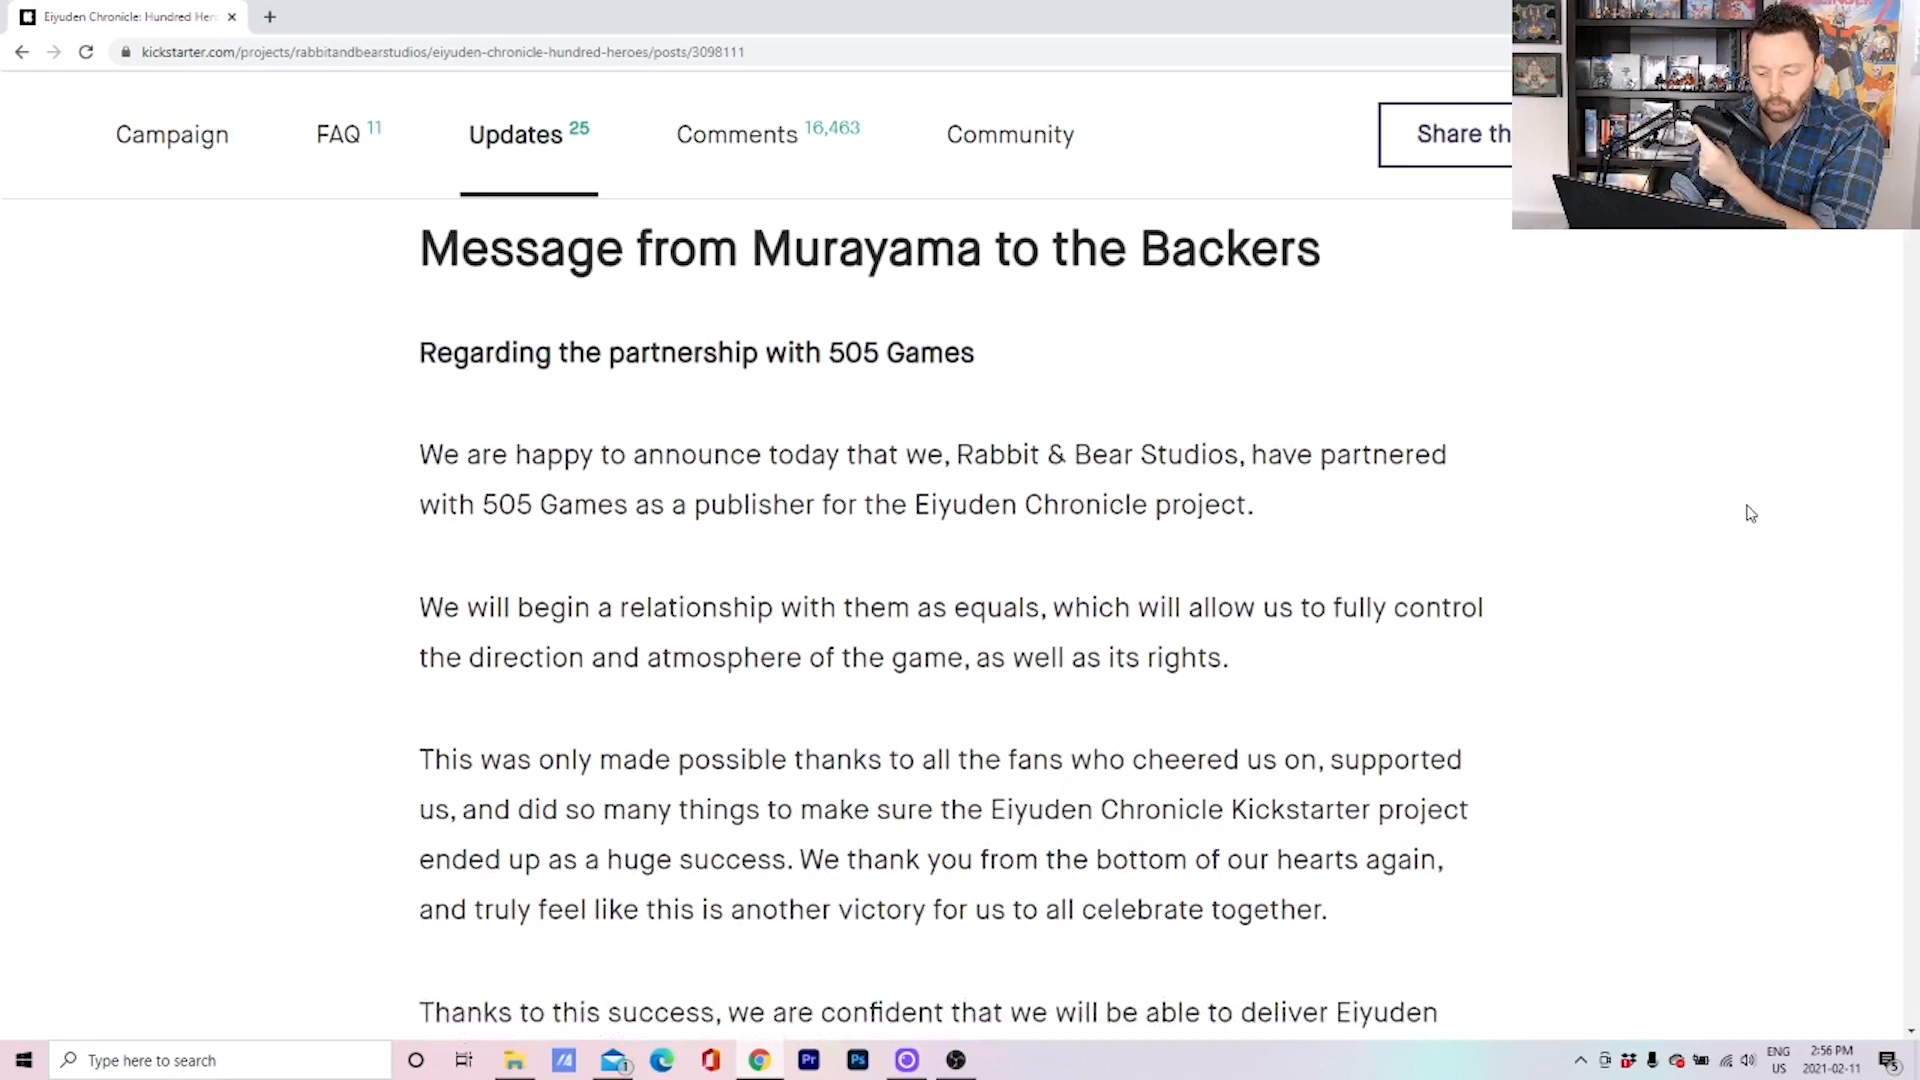 Eiyuden Chronicle: Hundred Her
kickstarter.com/projects/rabbitandbearstudios/eiyuden-chronicle-hundred-heroes/posts/3098111
Campaign FAQ 11 Updates 25 Comments 16,463 Community Share th
Message from Murayama to the Backers
Regarding the partnership with 505 Games
We are happy to announce today that we, Rabbit & Bear Studios, have partnered
with 505 Games as a publisher for the Eiyuden Chronicle project.
We will begin a relationship with them as equals, which will allow us to fully control
the direction and atmosphere of the game, as well as its rights.
This was only made possible thanks to all the fans who cheered us on, supported
us, and did so many things to make sure the Eiyuden Chronicle Kickstarter project
ended up as a huge success. We thank you from the bottom of our hearts again,
and truly feel like this is another victory for us to all celebrate together.
Thanks to this success, we are confident that we will be able to deliver Eiyuden
Type here to search
1
Pr
Ps
ENG
US
2:56 PM
2021-02-11
5